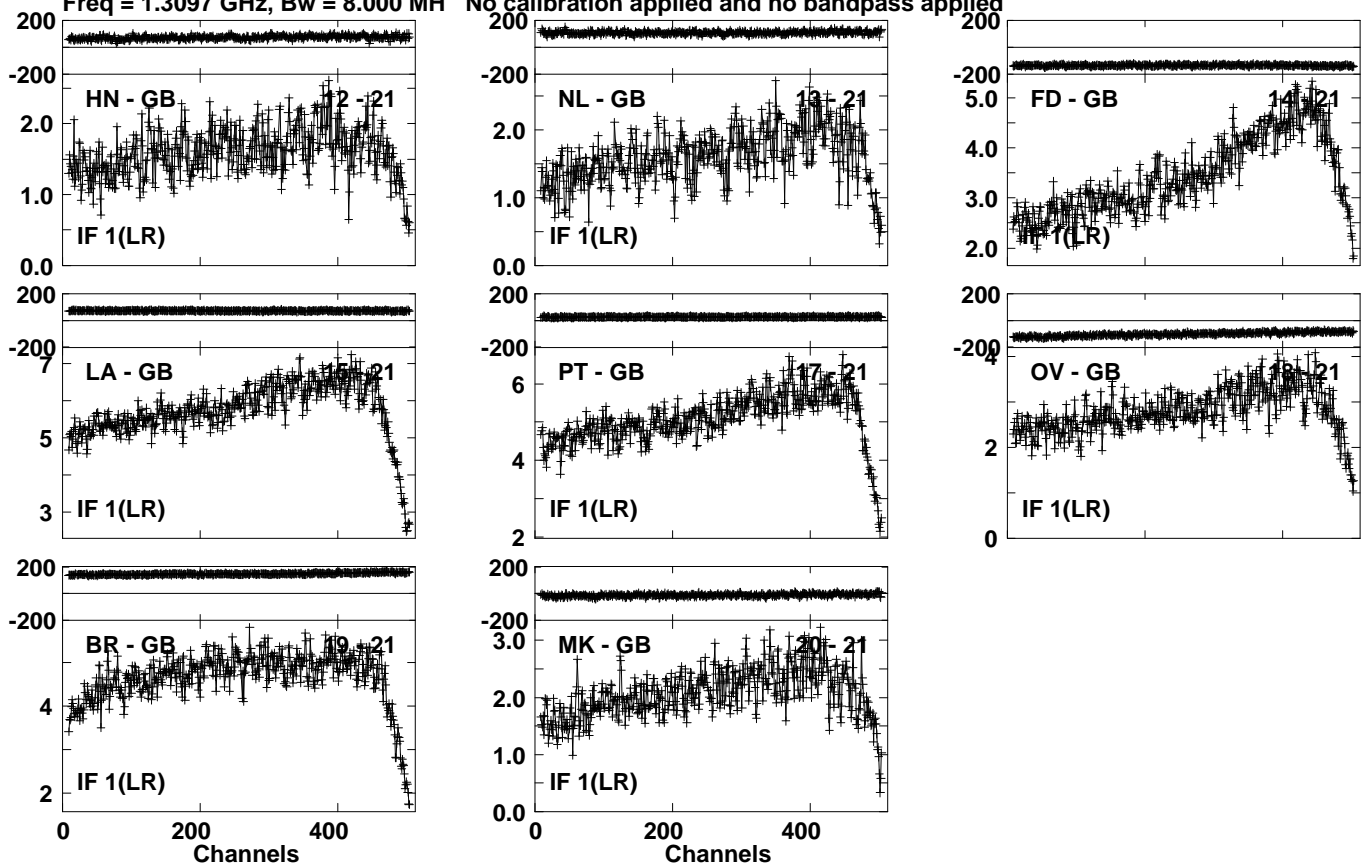 Freq = 1.3097 GHz, Bw = 8.000 MH No calibration applied and no bandpass applied
200 200 200
-200 -200 -200
HN - GB 12 - 21 NL - GB 13 - 21 FD - GB 14 - 21
5.0
2.0 2.0
4.0
1.0 1.0 3.0
IF 1(LR) IF 1(LR) IF 1(LR)
2.0
0.0 0.0
200 200 200
-200 -200 -200
7 4
LA - GB 15 - 21 PT - GB 17 - 21 OV - GB 18 - 21
6
5 4 2
3
IF 1(LR) IF 1(LR) IF 1(LR)
2 0
200 200
-200 -200
BR - GB 19 - 21 MK - GB 20 - 21
3.0
4 2.0
1.0
2
IF 1(LR) IF 1(LR)
0.0
0 200 400 0 200 400
Channels Channels